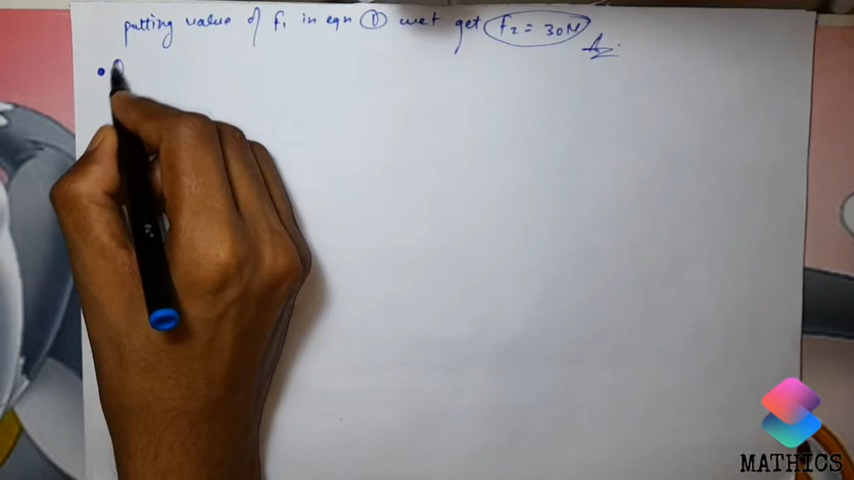 putting value of f₁ in eqn ① wet get F₂ = 30N
MATHICS